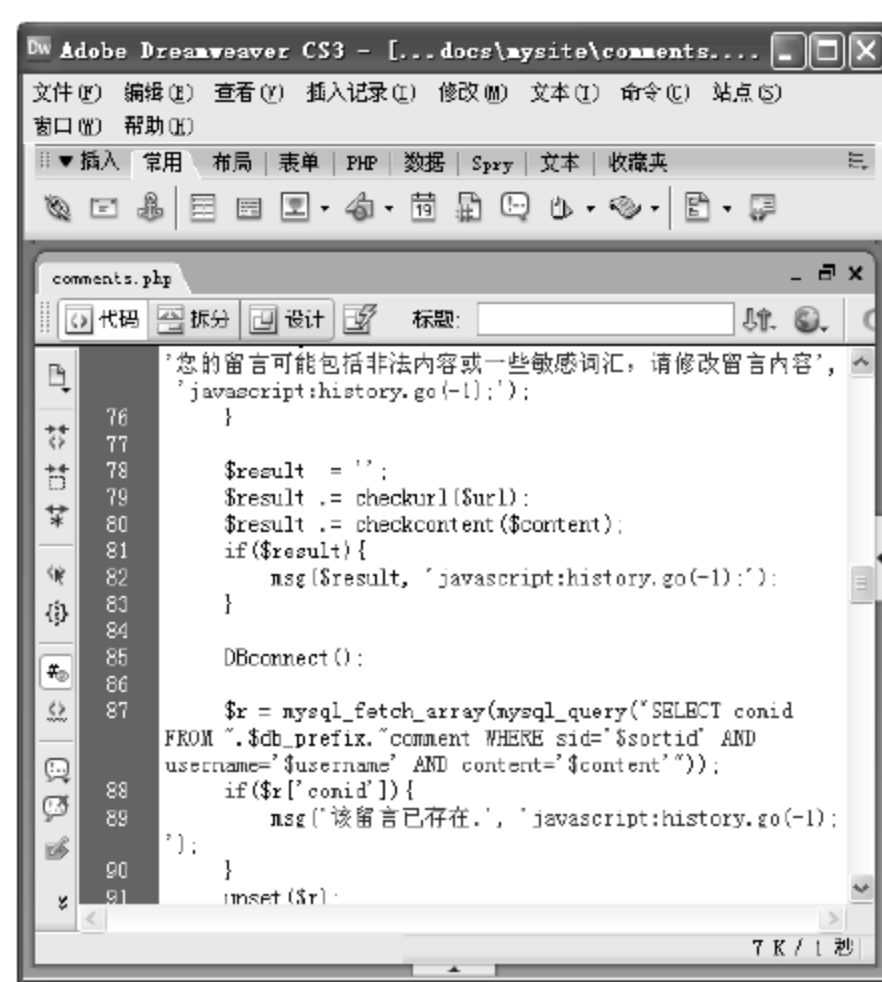 Adobe Dreamweaver CS3 - [...docs\mysite\comments....
文件(F) 编辑(E) 查看(V) 插入记录(I) 修改(M) 文本(T) 命令(C) 站点(S)
窗口(W) 帮助(H)
▼插入 常用 布局 表单 PHP 数据 Spry 文本 收藏夹
comments.php
代码 拆分 设计 标题:
'您的留言可能包括非法内容或一些敏感词汇，请修改留言内容',
'javascript:history.go(-1);');
76 }
77
78 $result = '';
79 $result .= checkurl($url);
80 $result .= checkcontent($content);
81 if($result){
82 msg($result, 'javascript:history.go(-1);');
83 }
84
85 DBconnect();
86
87 $r = mysql_fetch_array(mysql_query("SELECT conid
FROM ".$db_prefix."comment WHERE sid='$sortid' AND
username='$username' AND content='$content'"));
88 if($r['conid']){
89 msg('该留言已存在.', 'javascript:history.go(-1);
');
90 }
91 unset($r);
7 K / 1 秒